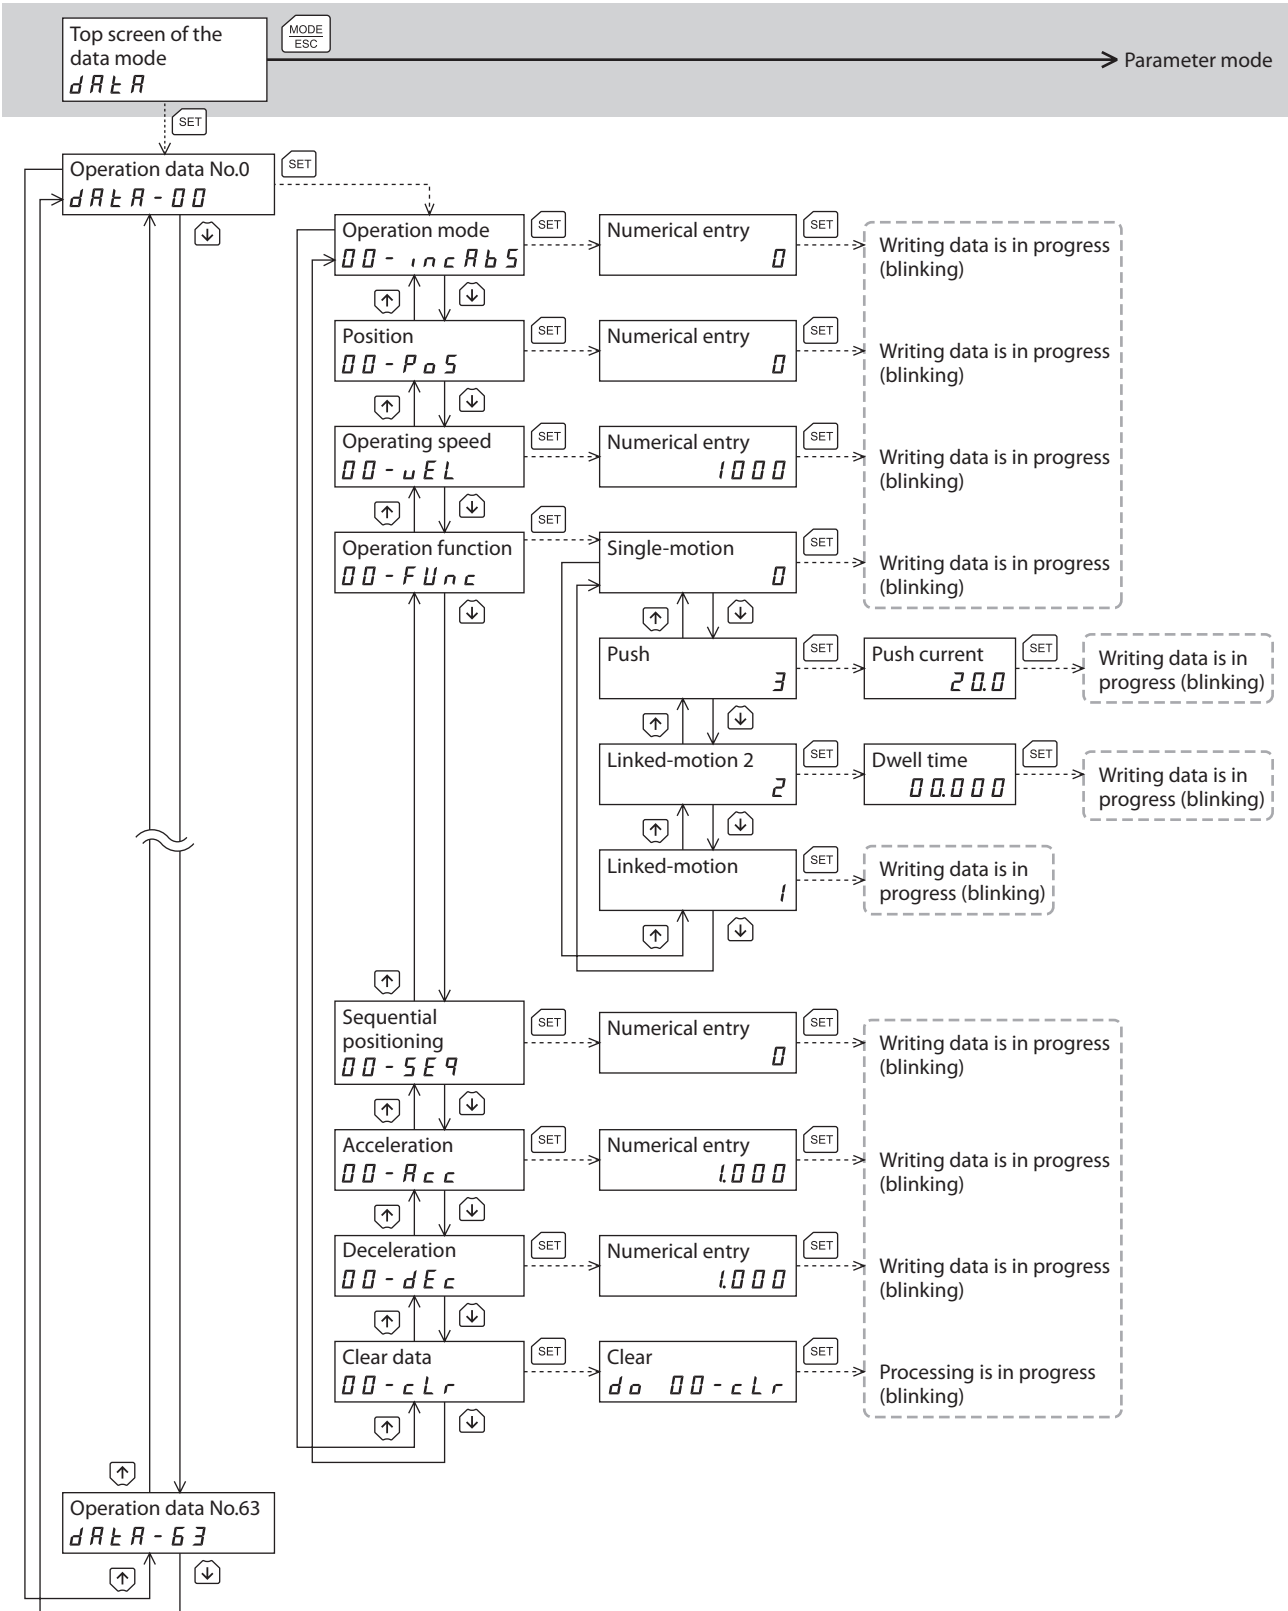 Top screen of the
data mode
dAtA
MODE
ESC
Parameter mode
SET
Operation data No.0
dAtA-00
SET
Operation mode
00-incAbS
SET
Numerical entry
0
SET
Writing data is in progress
(blinking)
Position
00-PoS
SET
Numerical entry
0
SET
Writing data is in progress
(blinking)
Operating speed
00-vEL
SET
Numerical entry
1000
SET
Writing data is in progress
(blinking)
Operation function
00-FUnc
SET
Single-motion
0
SET
Writing data is in progress
(blinking)
Push
3
SET
Push current
20.0
SET
Writing data is in
progress (blinking)
Linked-motion 2
2
SET
Dwell time
00.000
SET
Writing data is in
progress (blinking)
Linked-motion
1
SET
Writing data is in
progress (blinking)
Sequential
positioning
00-SEq
SET
Numerical entry
0
SET
Writing data is in progress
(blinking)
Acceleration
00-Acc
SET
Numerical entry
1.000
SET
Writing data is in progress
(blinking)
Deceleration
00-dEc
SET
Numerical entry
1.000
SET
Writing data is in progress
(blinking)
Clear data
00-cLr
SET
Clear
do 00-cLr
SET
Processing is in progress
(blinking)
Operation data No.63
dAtA-63